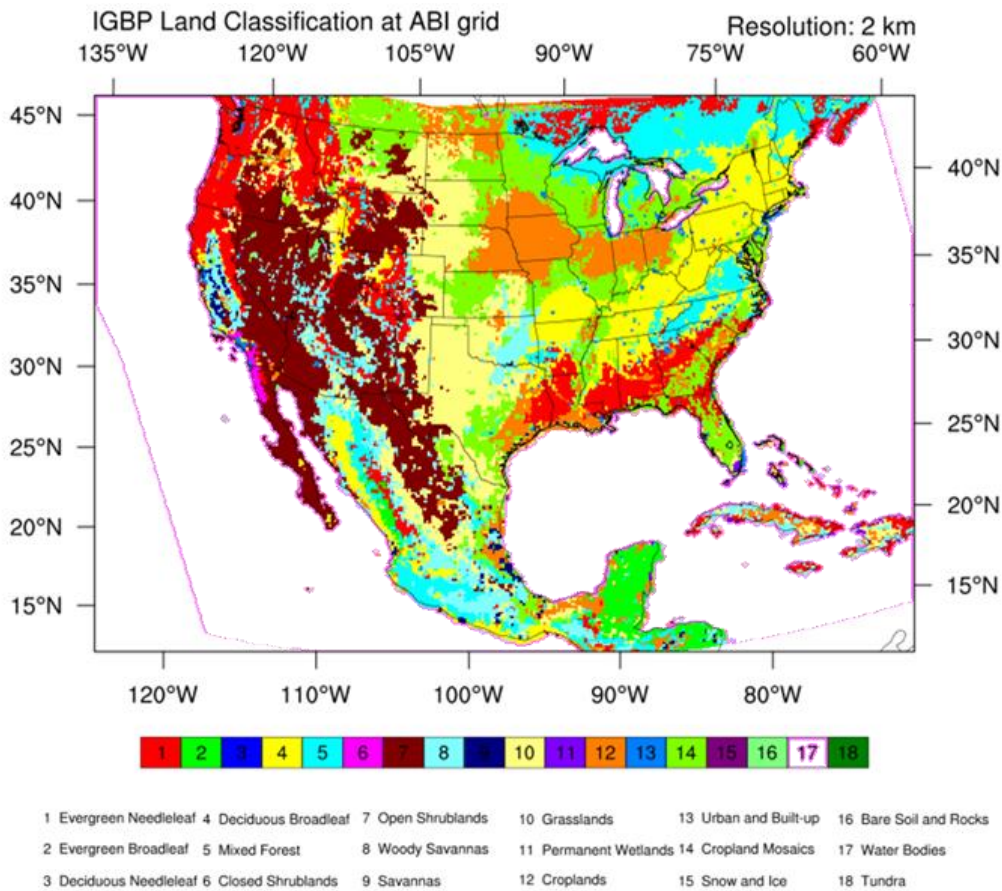 IGBP Land Classification at ABI grid
Resolution: 2 km
135°W 120°W 105°W 90°W 75°W 60°W
45°N
40°N
40°N
35°N
35°N
30°N
30°N
25°N
25°N
20°N
20°N
15°N
15°N
120°W 110°W 100°W 90°W 80°W
1 2 3 4 5 6 7 8 9 10 11 12 13 14 15 16 17 18
1 Evergreen Needleleaf 4 Deciduous Broadleaf 7 Open Shrublands 10 Grasslands 13 Urban and Built-up 16 Bare Soil and Rocks
2 Evergreen Broadleaf 5 Mixed Forest 8 Woody Savannas 11 Permanent Wetlands 14 Cropland Mosaics 17 Water Bodies
3 Deciduous Needleleaf 6 Closed Shrublands 9 Savannas 12 Croplands 15 Snow and Ice 18 Tundra